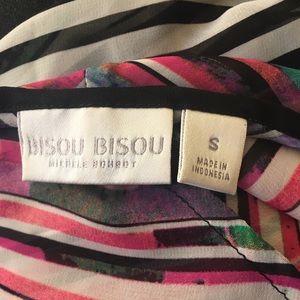 BISOU BISOU
MICHELE BOHBOT
S
MADE IN
INDONESIA